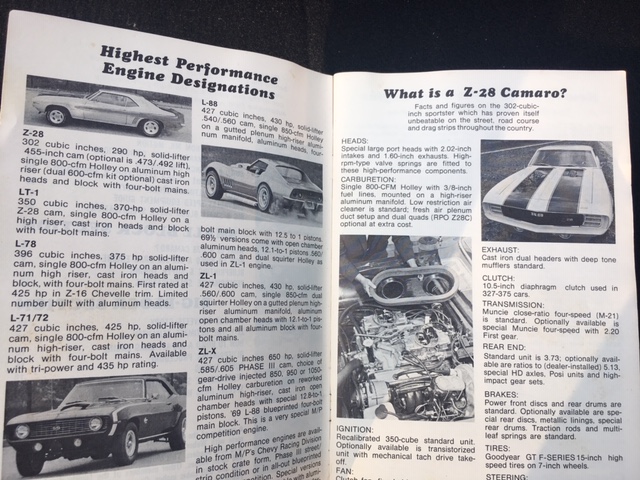 Highest Performance
Engine Designations
Z-28
302 cubic inches, 290 hp, solid-lifter
455-inch cam (optional is .473/.492 lift),
single 800-cfm Holley on aluminum high
riser (dual 600-cfm kit optional) cast iron
heads and block with four-bolt mains.
LT-1
350 cubic inches, 370-hp solid-lifter
Z-28 cam, single 800-cfm Holley on a
high riser, cast iron heads and block
with four-bolt mains.
L-78
396 cubic inches, 375 hp solid-lifter
cam, single 800-cfm Holley on an alumi-
num high riser, cast iron heads and
block, with four-bolt mains. First rated at
425 hp in Z-16 Chevelle trim. Limited
number built with aluminum heads.
L-71/72
427 cubic inches, 425 hp, solid-lifter
cam, single 800-cfm Holley on an alumi-
num high riser, cast iron heads and
block with four-bolt mains. Available
with tri-power and 435 hp rating.
L-88
427 cubic inches, 430 hp, solid-lifter
.540/.560 cam, single 850-cfm Holley
on a gutted plenum high-riser alumi-
num manifold, aluminum heads, four-
bolt main block with 12.5 to 1 pistons.
69½ versions come with open chamber
aluminum heads, 12.1-to-1 pistons, .560/
.600 cam and dual squirter Holley as
used in ZL-1 engine.
ZL-1
427 cubic inches, 430 hp, solid-lifter
.560/.600 cam, single 850-cfm dual
squirter Holley on a gutted plenum high-
riser aluminum manifold, aluminum
open chamber heads with 12.1-to-1 pis-
tons and all aluminum block with four-
bolt mains.
ZL-X
427 cubic inches 650 hp, solid-lifter
.585/.605 PHASE III cam, choice of
gear-drive injected 850, 950 or 1050-
cfm Holley carburetion on reworked
aluminum high-riser, cast iron open
chamber heads with special 12.8-to-1
pistons. '69 L-88 blueprinted four-bolt
main block. This is a very special M/P
competition engine.
High performance engines are avail-
able from M/P's Chevy Racing Division
in stock crate form, Phase III street
strip condition or in all-out blueprinted
competition. Special versions
What is a Z-28 Camaro?
Facts and figures on the 302-cubic-
inch sportster which has proven itself
unbeatable on the street, road course
and drag strips throughout the country.
HEADS:
Special large port heads with 2.02-inch
intakes and 1.60-inch exhausts. High-
rpm-type valve springs are fitted to
these high-performance components.
CARBURETION:
Single 800-CFM Holley with 3/8-inch
fuel lines, mounted on a high-riser
aluminum manifold. Low restriction air
cleaner is standard; fresh air plenum
duct setup and dual quads (RPO Z28C)
optional at extra cost.
IGNITION:
Recalibrated 350-cube standard unit.
Optionally available is transistorized
unit with mechanical tach drive take-
off.
FAN:
EXHAUST:
Cast iron dual headers with deep tone
mufflers standard.
CLUTCH:
10.5-inch diaphragm clutch used in
327-375 cars.
TRANSMISSION:
Muncie close-ratio four-speed (M-21)
is standard. Optionally available is
special Muncie four-speed with 2.20
First gear.
REAR END:
Standard unit is 3.73; optionally avail-
able are ratios to (dealer-installed) 5.13,
special HD axles, Posi units and high-
impact gear sets.
BRAKES:
Power front discs and rear drums are
standard. Optionally available are spe-
cial rear discs, metallic linings, special
rear drums. Traction rods and multi-
leaf springs are standard.
TIRES:
Goodyear GT F-SERIES 15-inch high
speed tires on 7-inch wheels.
STEERING: